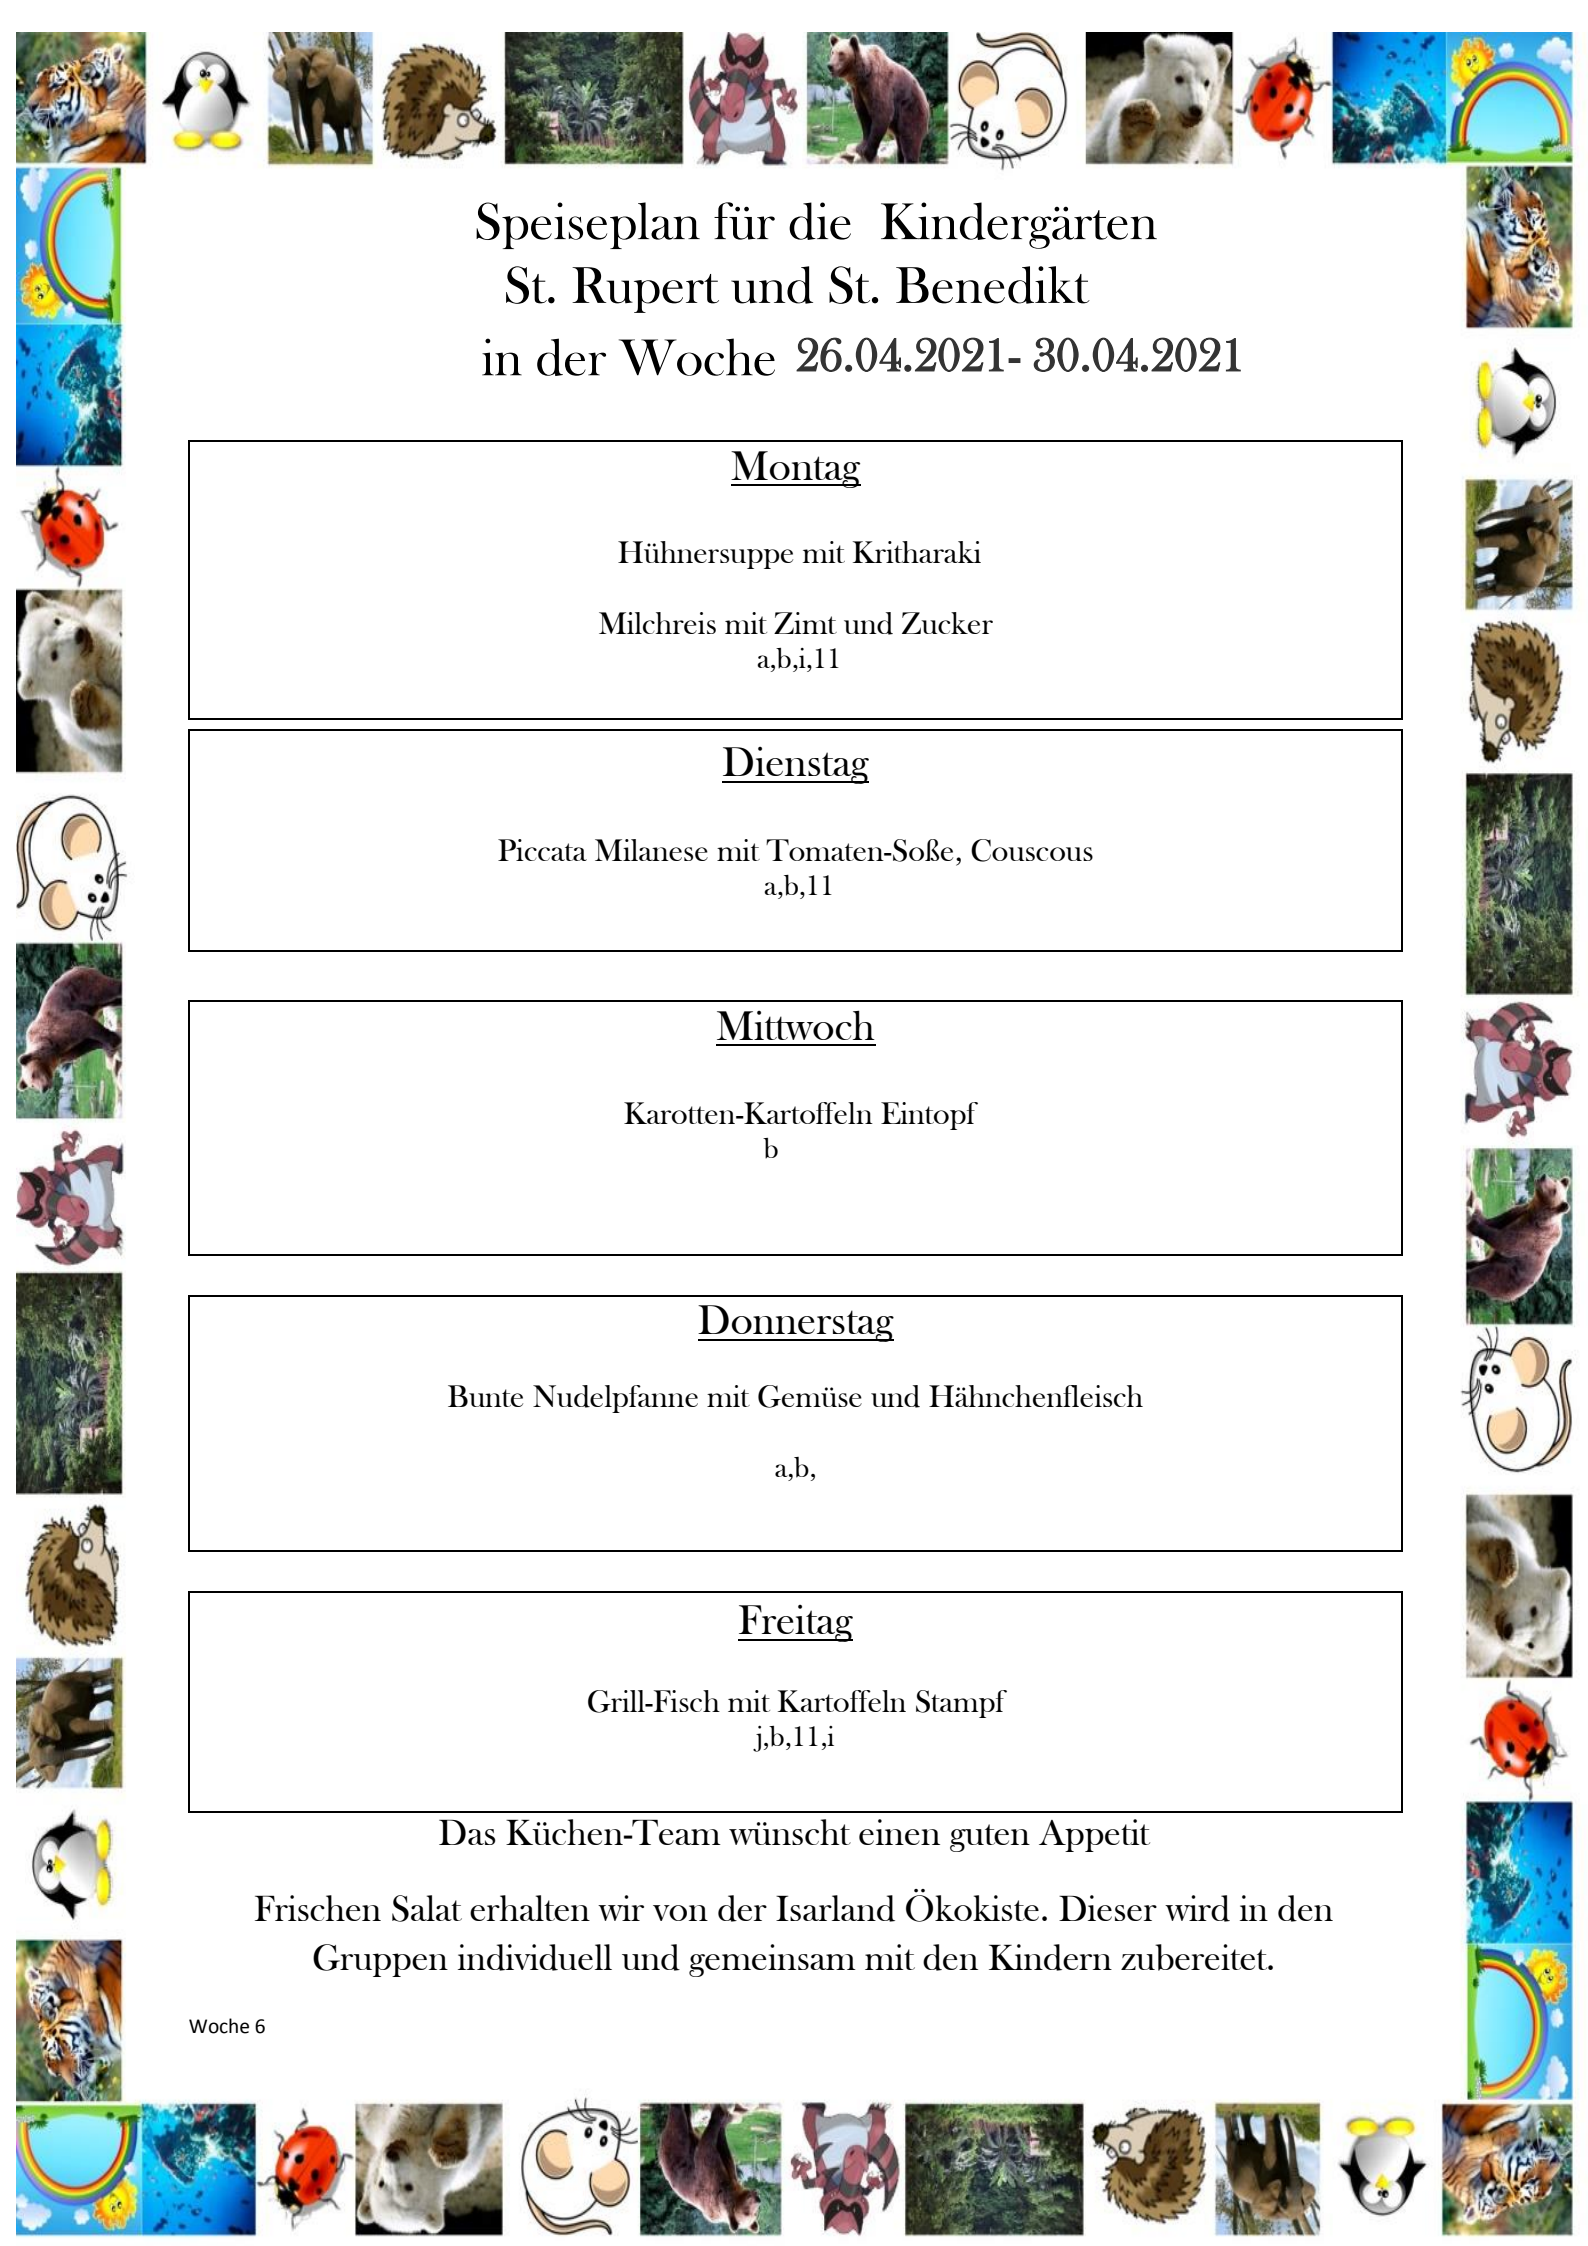 Speiseplan für die Kindergärten
St. Rupert und St. Benedikt
in der Woche 26.04.2021- 30.04.2021
Montag
Hühnersuppe mit Kritharaki
Milchreis mit Zimt und Zucker
a,b,i,11
Dienstag
Piccata Milanese mit Tomaten-Soße, Couscous
a,b,11
Mittwoch
Karotten-Kartoffeln Eintopf
b
Donnerstag
Bunte Nudelpfanne mit Gemüse und Hähnchenfleisch
a,b,
Freitag
Grill-Fisch mit Kartoffeln Stampf
j,b,11,i
Das Küchen-Team wünscht einen guten Appetit
Frischen Salat erhalten wir von der Isarland Ökokiste. Dieser wird in den
Gruppen individuell und gemeinsam mit den Kindern zubereitet.
Woche 6